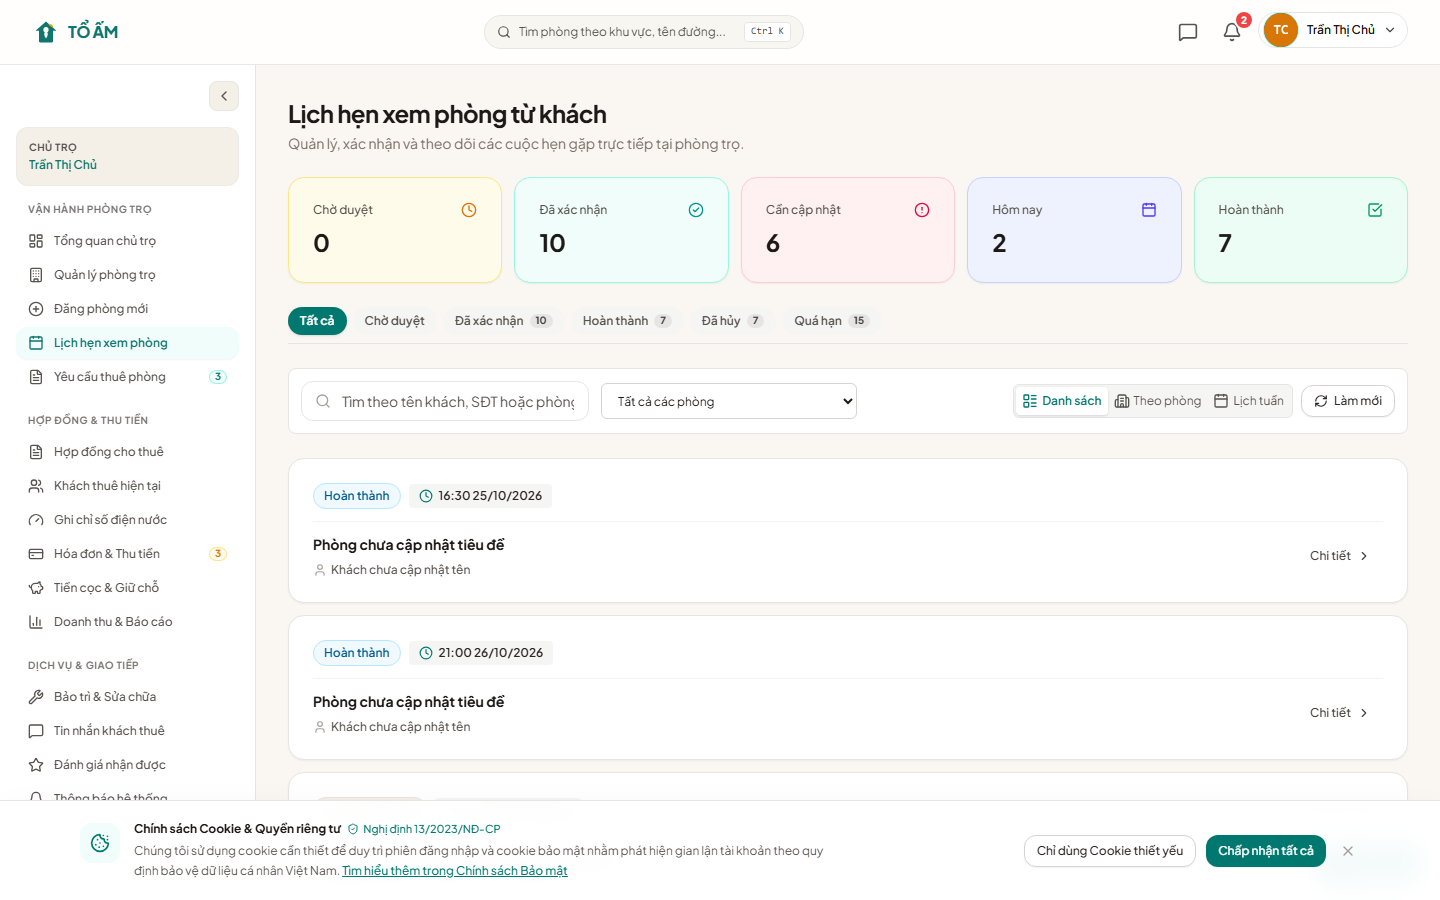 TỔ ẤM
Tìm phòng theo khu vực, tên đường...
Ctrl K
2
TC
Trần Thị Chủ
CHỦ TRỌ
Trần Thị Chủ
VẬN HÀNH PHÒNG TRỌ
Tổng quan chủ trọ
Quản lý phòng trọ
Đăng phòng mới
Lịch hẹn xem phòng
Yêu cầu thuê phòng 3
HỢP ĐỒNG & THU TIỀN
Hợp đồng cho thuê
Khách thuê hiện tại
Ghi chỉ số điện nước
Hóa đơn & Thu tiền 3
Tiền cọc & Giữ chỗ
Doanh thu & Báo cáo
DỊCH VỤ & GIAO TIẾP
Bảo trì & Sửa chữa
Tin nhắn khách thuê
Đánh giá nhận được
Thông báo hệ thống
Lịch hẹn xem phòng từ khách
Quản lý, xác nhận và theo dõi các cuộc hẹn gặp trực tiếp tại phòng trọ.
Chờ duyệt
0
Đã xác nhận
10
Cần cập nhật
6
Hôm nay
2
Hoàn thành
7
Tất cả
Chờ duyệt
Đã xác nhận 10
Hoàn thành 7
Đã hủy 7
Quá hạn 15
Tìm theo tên khách, SĐT hoặc phòng
Tất cả các phòng
Danh sách
Theo phòng
Lịch tuần
Làm mới
Hoàn thành
16:30 25/10/2026
Phòng chưa cập nhật tiêu đề
Khách chưa cập nhật tên
Chi tiết
Hoàn thành
21:00 26/10/2026
Phòng chưa cập nhật tiêu đề
Khách chưa cập nhật tên
Chi tiết
Chính sách Cookie & Quyền riêng tư
Nghị định 13/2023/NĐ-CP
Chúng tôi sử dụng cookie cần thiết để duy trì phiên đăng nhập và cookie bảo mật nhằm phát hiện gian lận tài khoản theo quy
định bảo vệ dữ liệu cá nhân Việt Nam. Tìm hiểu thêm trong Chính sách Bảo mật
Chỉ dùng Cookie thiết yếu
Chấp nhận tất cả